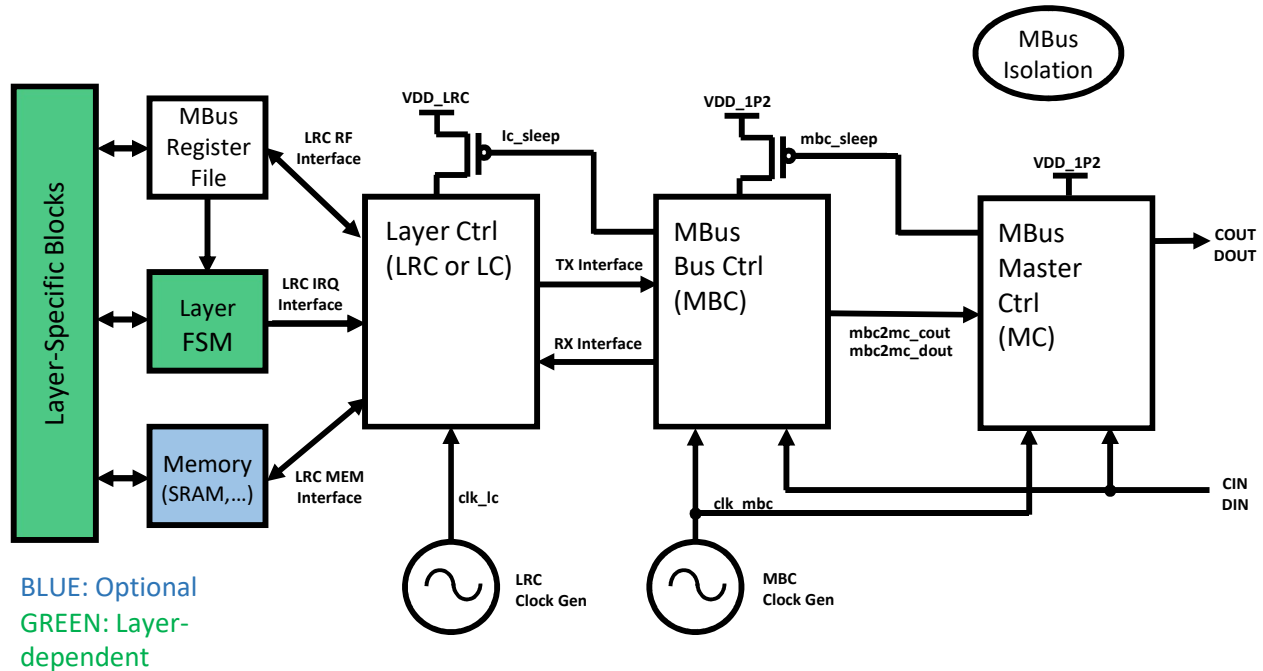 MBus
Isolation
VDD_LRC
VDD_1P2
lc_sleep
mbc_sleep
VDD_1P2
MBus
Register
File
LRC RF
Interface
Layer Ctrl
(LRC or LC)
TX Interface
MBus
Bus Ctrl
(MBC)
MBus
Master
Ctrl
(MC)
COUT
DOUT
Layer-Specific Blocks
Layer
FSM
LRC IRQ
Interface
RX Interface
mbc2mc_cout
mbc2mc_dout
Memory
(SRAM,...)
LRC MEM
Interface
clk_lc
clk_mbc
CIN
DIN
LRC
Clock Gen
MBC
Clock Gen
BLUE: Optional
GREEN: Layer-
dependent